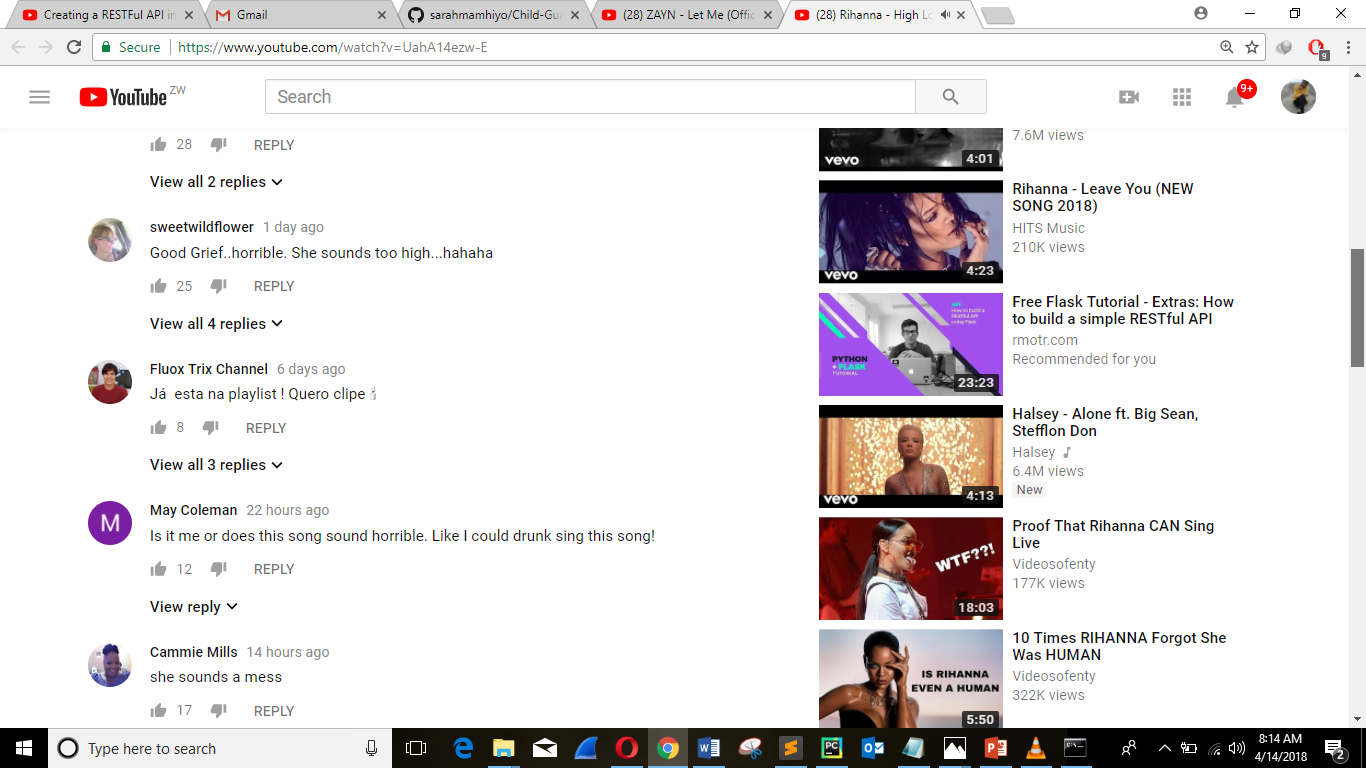 Creating a RESTful API in
Gmail
sarahmamhiyo/Child-Gu
(28) ZAYN - Let Me (Offic
(28) Rihanna - High Lo
Secure
https://www.youtube.com/watch?v=UahA14ezw-E
9
YouTube ZW
Search
9+
28
REPLY
View all 2 replies
sweetwildflower 1 day ago
Good Grief..horrible. She sounds too high...hahaha
25
REPLY
View all 4 replies
Fluox Trix Channel 6 days ago
Já esta na playlist ! Quero clipe
8
REPLY
View all 3 replies
M
May Coleman 22 hours ago
Is it me or does this song sound horrible. Like I could drunk sing this song!
12
REPLY
View reply
Cammie Mills 14 hours ago
she sounds a mess
17
REPLY
vevo
4:01
7.6M views
vevo
4:23
Rihanna - Leave You (NEW
SONG 2018)
HITS Music
210K views
API
How to build a
RESTful API
using Flask
PYTHON
+ FLASK
TUTORIAL
23:23
Free Flask Tutorial - Extras: How
to build a simple RESTful API
rmotr.com
Recommended for you
vevo
4:13
Halsey - Alone ft. Big Sean,
Stefflon Don
Halsey
6.4M views
New
WTF??!
18:03
Proof That Rihanna CAN Sing
Live
Videosofenty
177K views
IS RIHANNA
EVEN A HUMAN
5:50
10 Times RIHANNA Forgot She
Was HUMAN
Videosofenty
322K views
Type here to search
8:14 AM
4/14/2018
2